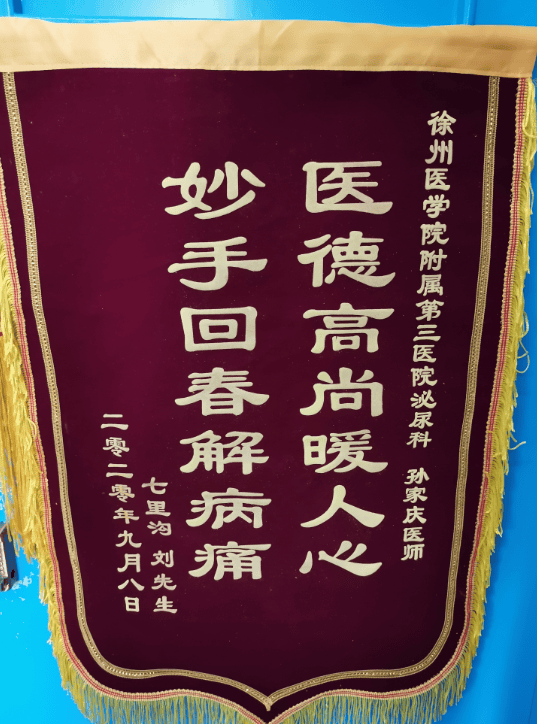 徐州医学院附属第三医院泌尿科 孙家庆医师
医德高尚暖人心
妙手回春解病痛
七里沟 刘先生
二零二零年九月八日